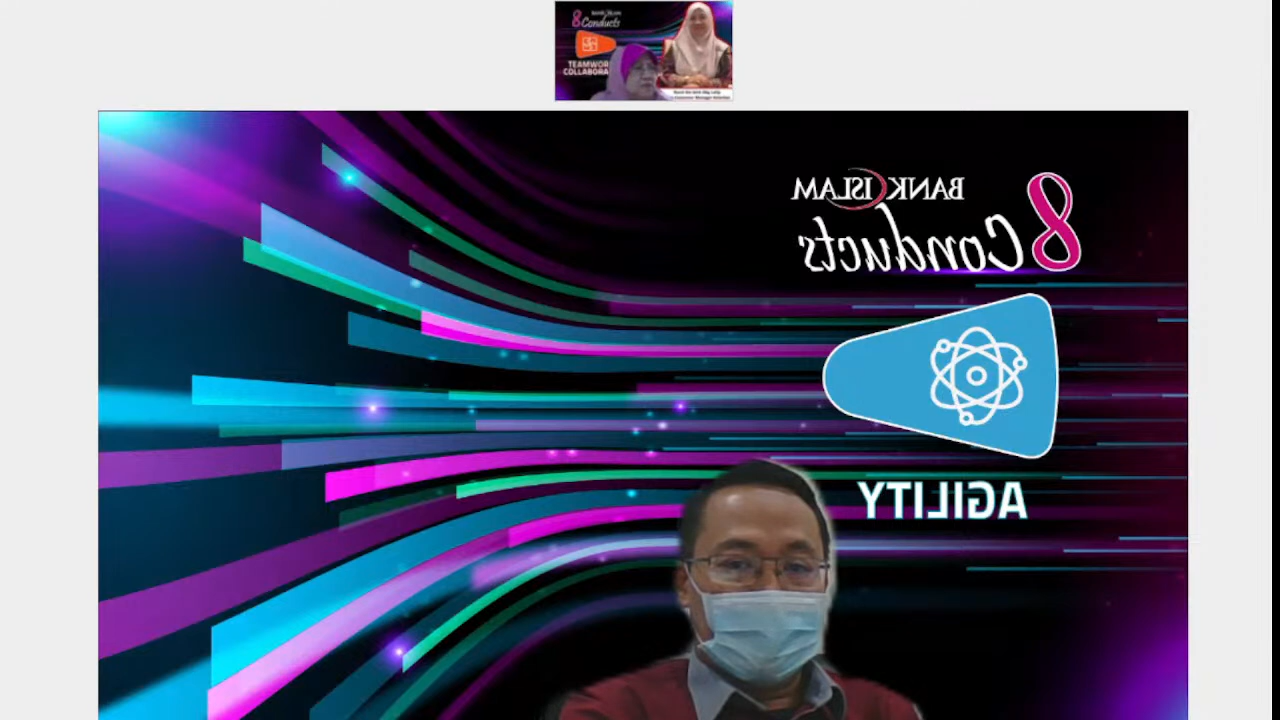 8 Conducts
TEAMWOR
COLLABORA
BANK ISLAM
8 Conducts
AGILITY